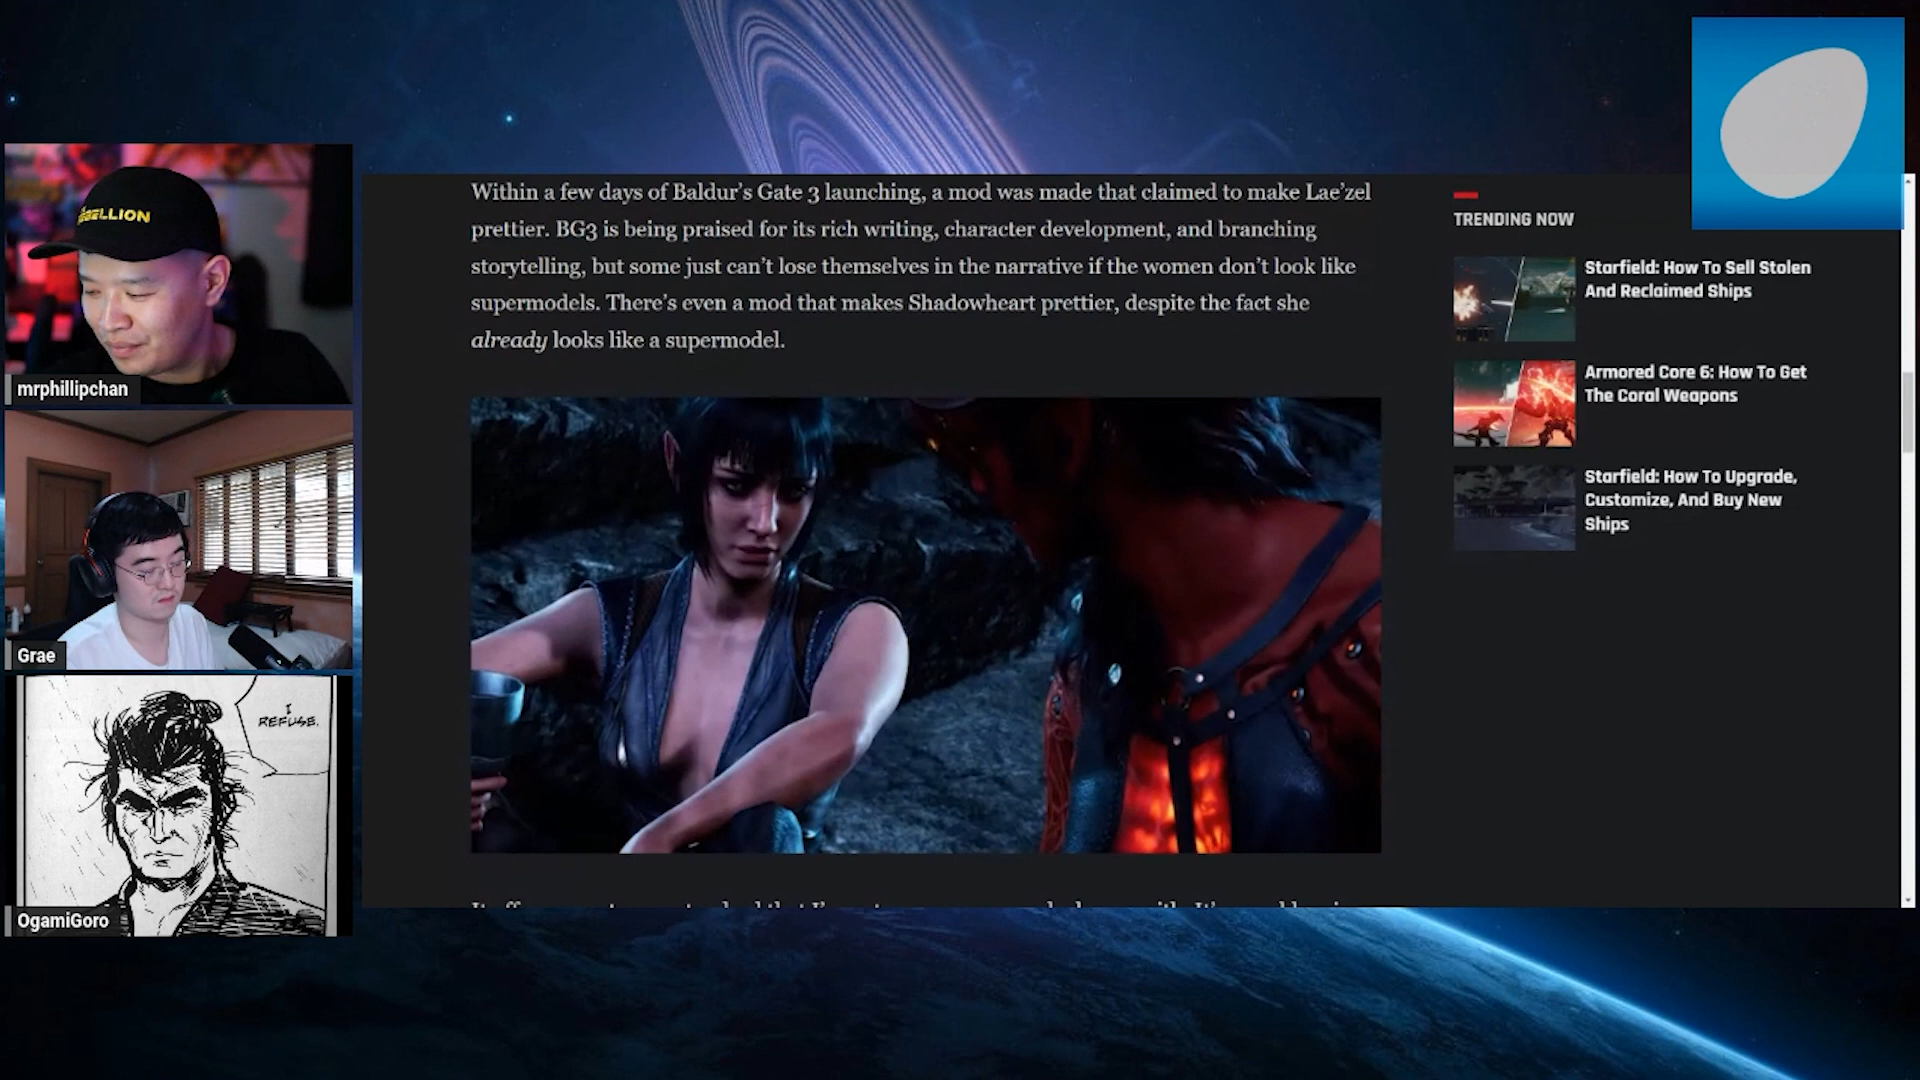 Within a few days of Baldur's Gate 3 launching, a mod was made that claimed to make Lae'zel
prettier. BG3 is being praised for its rich writing, character development, and branching
storytelling, but some just can't lose themselves in the narrative if the women don't look like
supermodels. There's even a mod that makes Shadowheart prettier, despite the fact she
already looks like a supermodel.
TRENDING NOW
Starfield: How To Sell Stolen
And Reclaimed Ships
Armored Core 6: How To Get
The Coral Weapons
Starfield: How To Upgrade,
Customize, And Buy New
Ships
mrphillipchan
Grae
I
REFUSE.
OgamiGoro